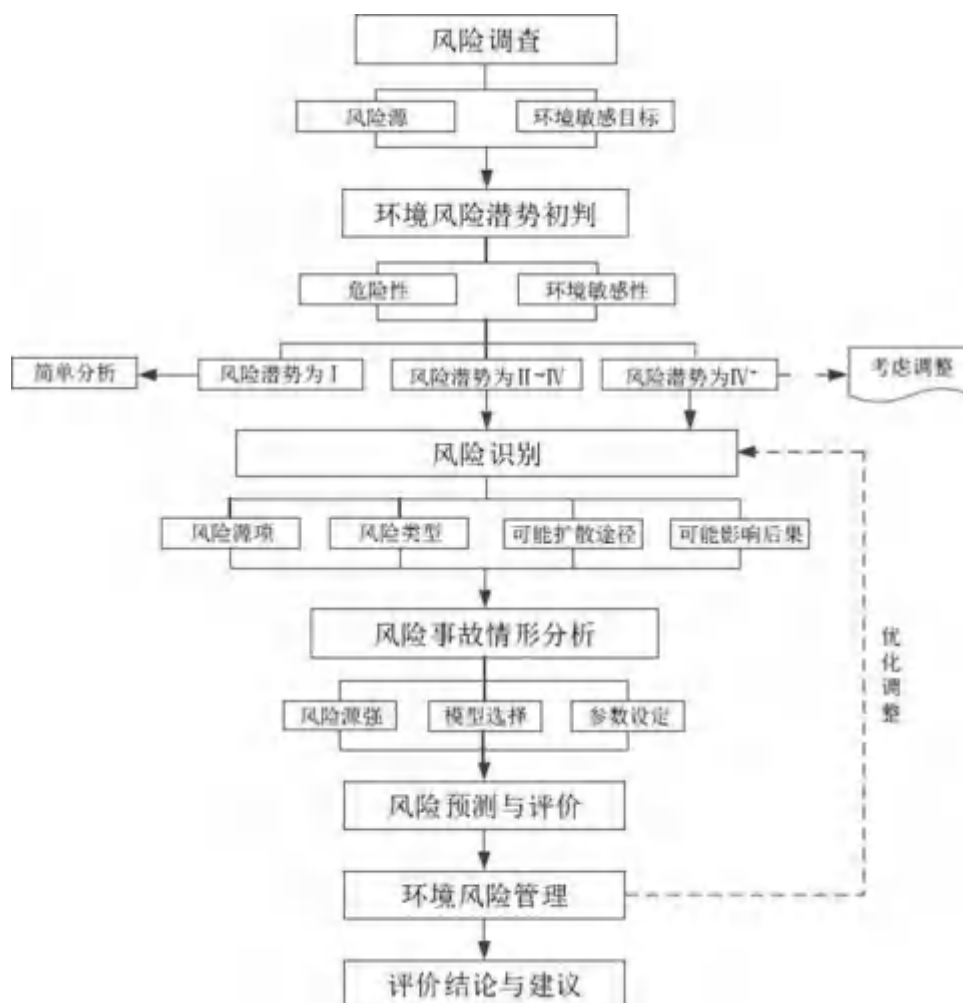 风险调查
风险源
环境敏感目标
环境风险潜势初判
危险性
环境敏感性
简单分析
风险潜势为Ⅰ
风险潜势为Ⅱ~Ⅳ
风险潜势为Ⅳ+
考虑调整
风险识别
风险源项
风险类型
可能扩散途径
可能影响后果
风险事故情形分析
优化调整
风险源强
模型选择
参数设定
风险预测与评价
环境风险管理
评价结论与建议